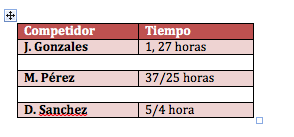 Competidor Tiempo
J. Gonzales 1, 27 horas
M. Pérez 37/25 horas
D. Sanchez 5/4 hora